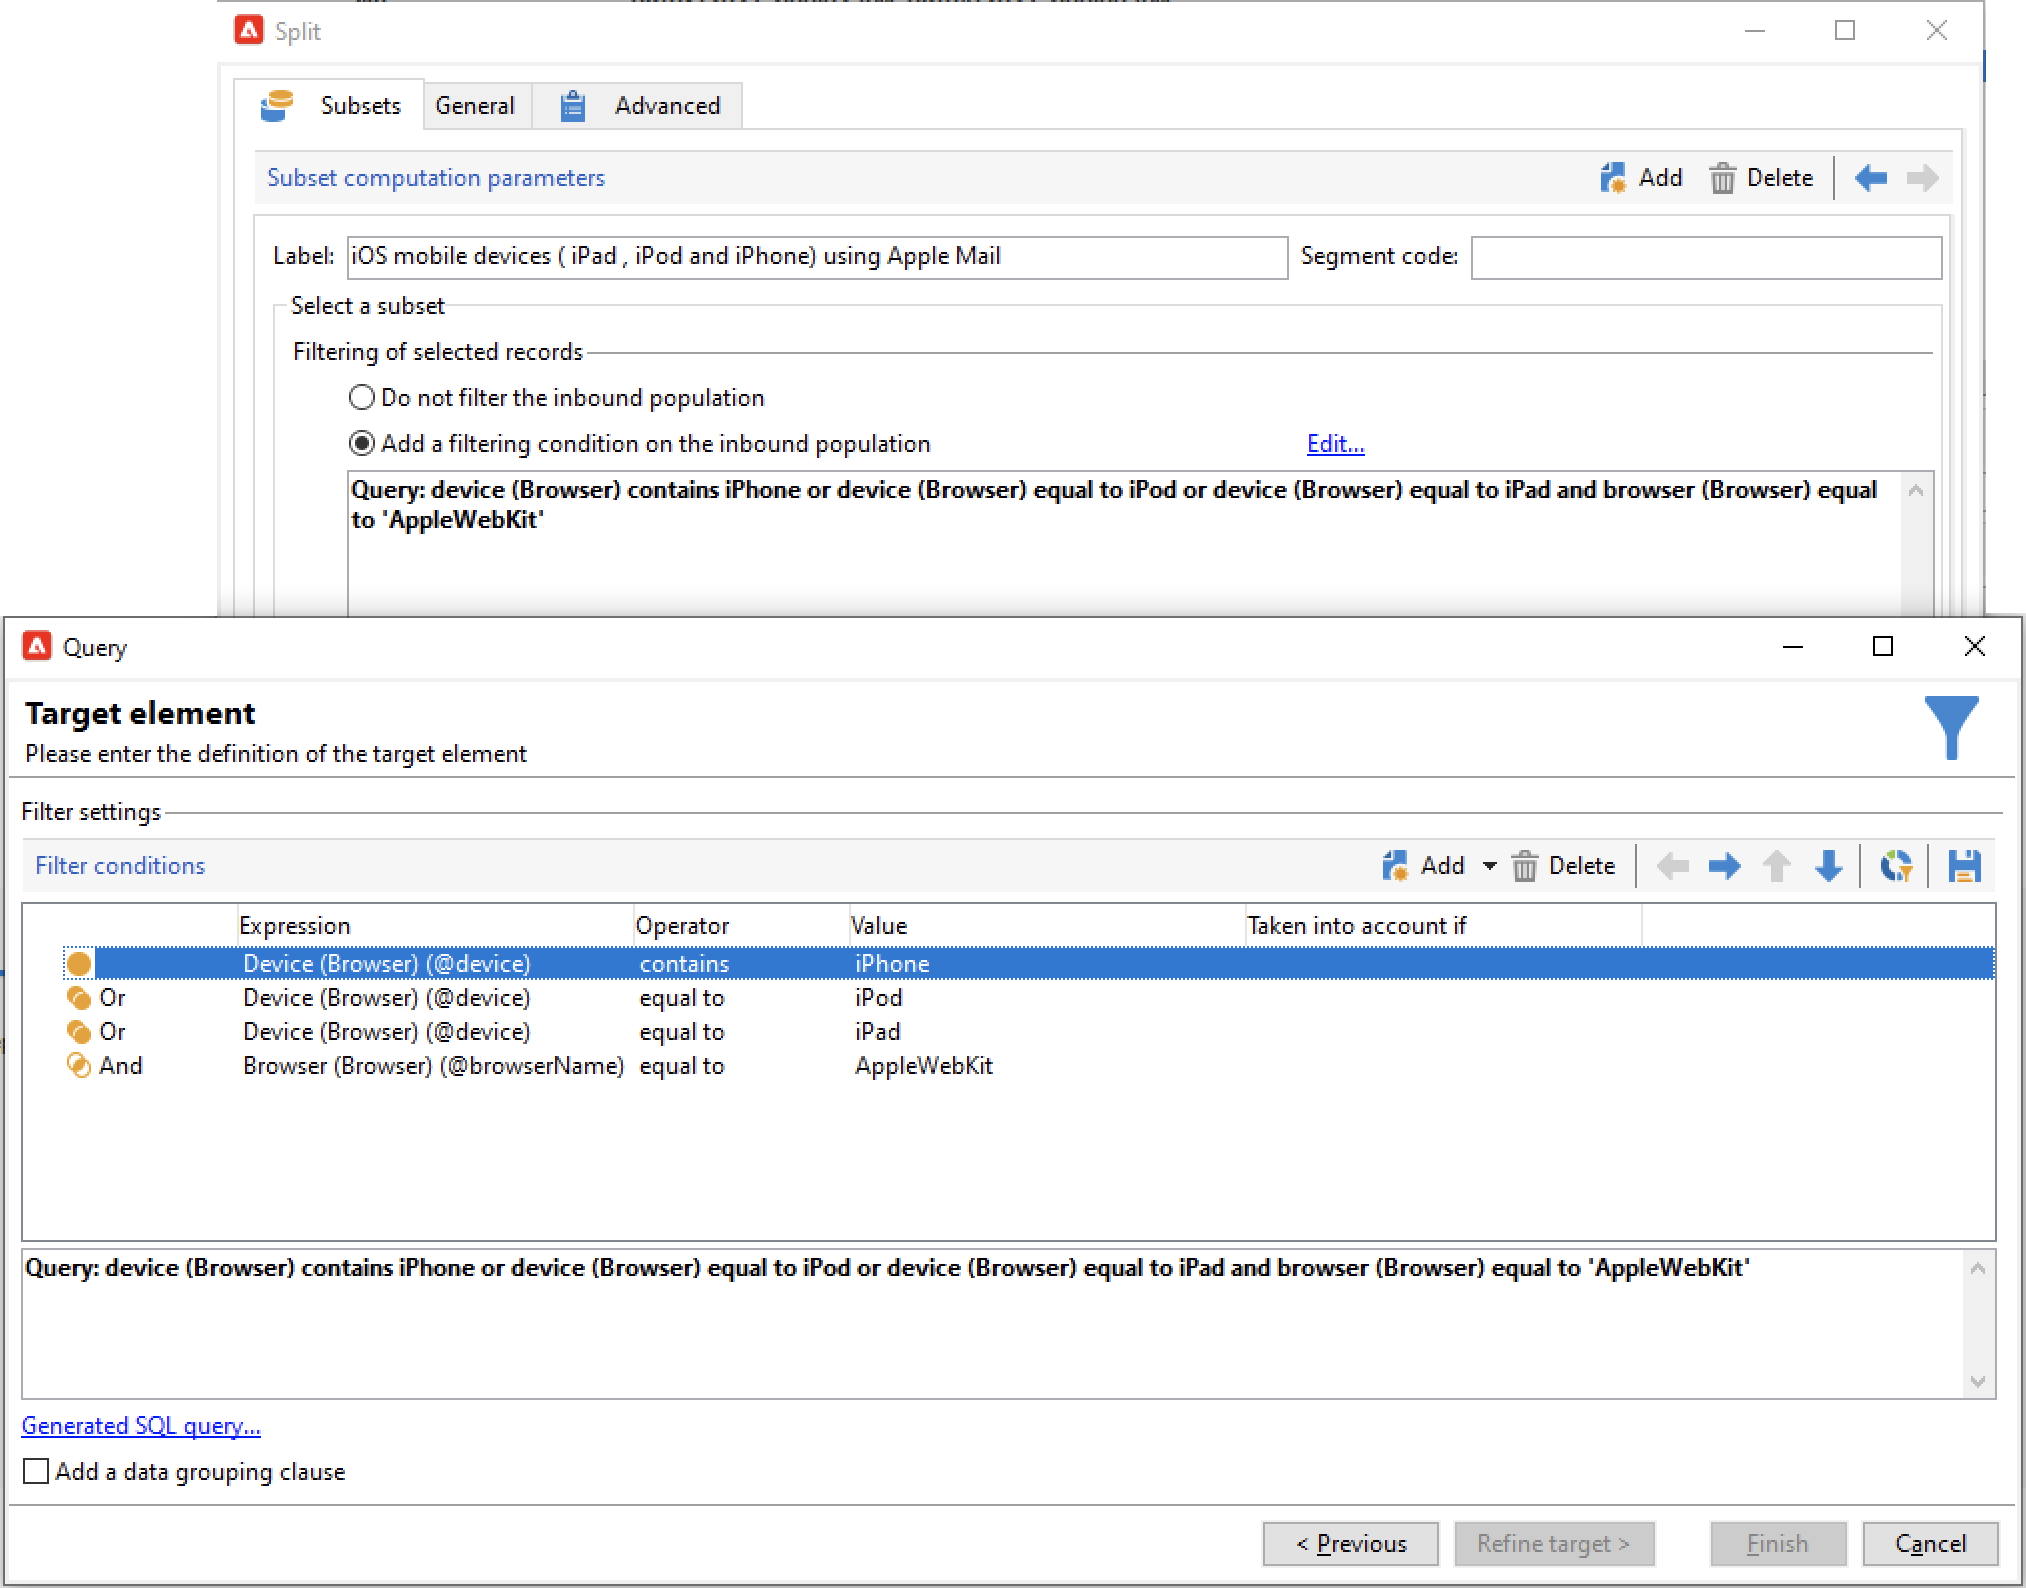 Split
Subsets General Advanced
Subset computation parameters Add Delete
Label: iOS mobile devices ( iPad , iPod and iPhone) using Apple Mail Segment code:
Select a subset
Filtering of selected records
Do not filter the inbound population
Add a filtering condition on the inbound population Edit...
Query: device (Browser) contains iPhone or device (Browser) equal to iPod or device (Browser) equal to iPad and browser (Browser) equal
to 'AppleWebKit'
Query
Target element
Please enter the definition of the target element
Filter settings
Filter conditions Add Delete
Expression Operator Value Taken into account if
Device (Browser) (@device) contains iPhone
Or Device (Browser) (@device) equal to iPod
Or Device (Browser) (@device) equal to iPad
And Browser (Browser) (@browserName) equal to AppleWebKit
Query: device (Browser) contains iPhone or device (Browser) equal to iPod or device (Browser) equal to iPad and browser (Browser) equal to 'AppleWebKit'
Generated SQL query...
Add a data grouping clause
< Previous Refine target > Finish Cancel